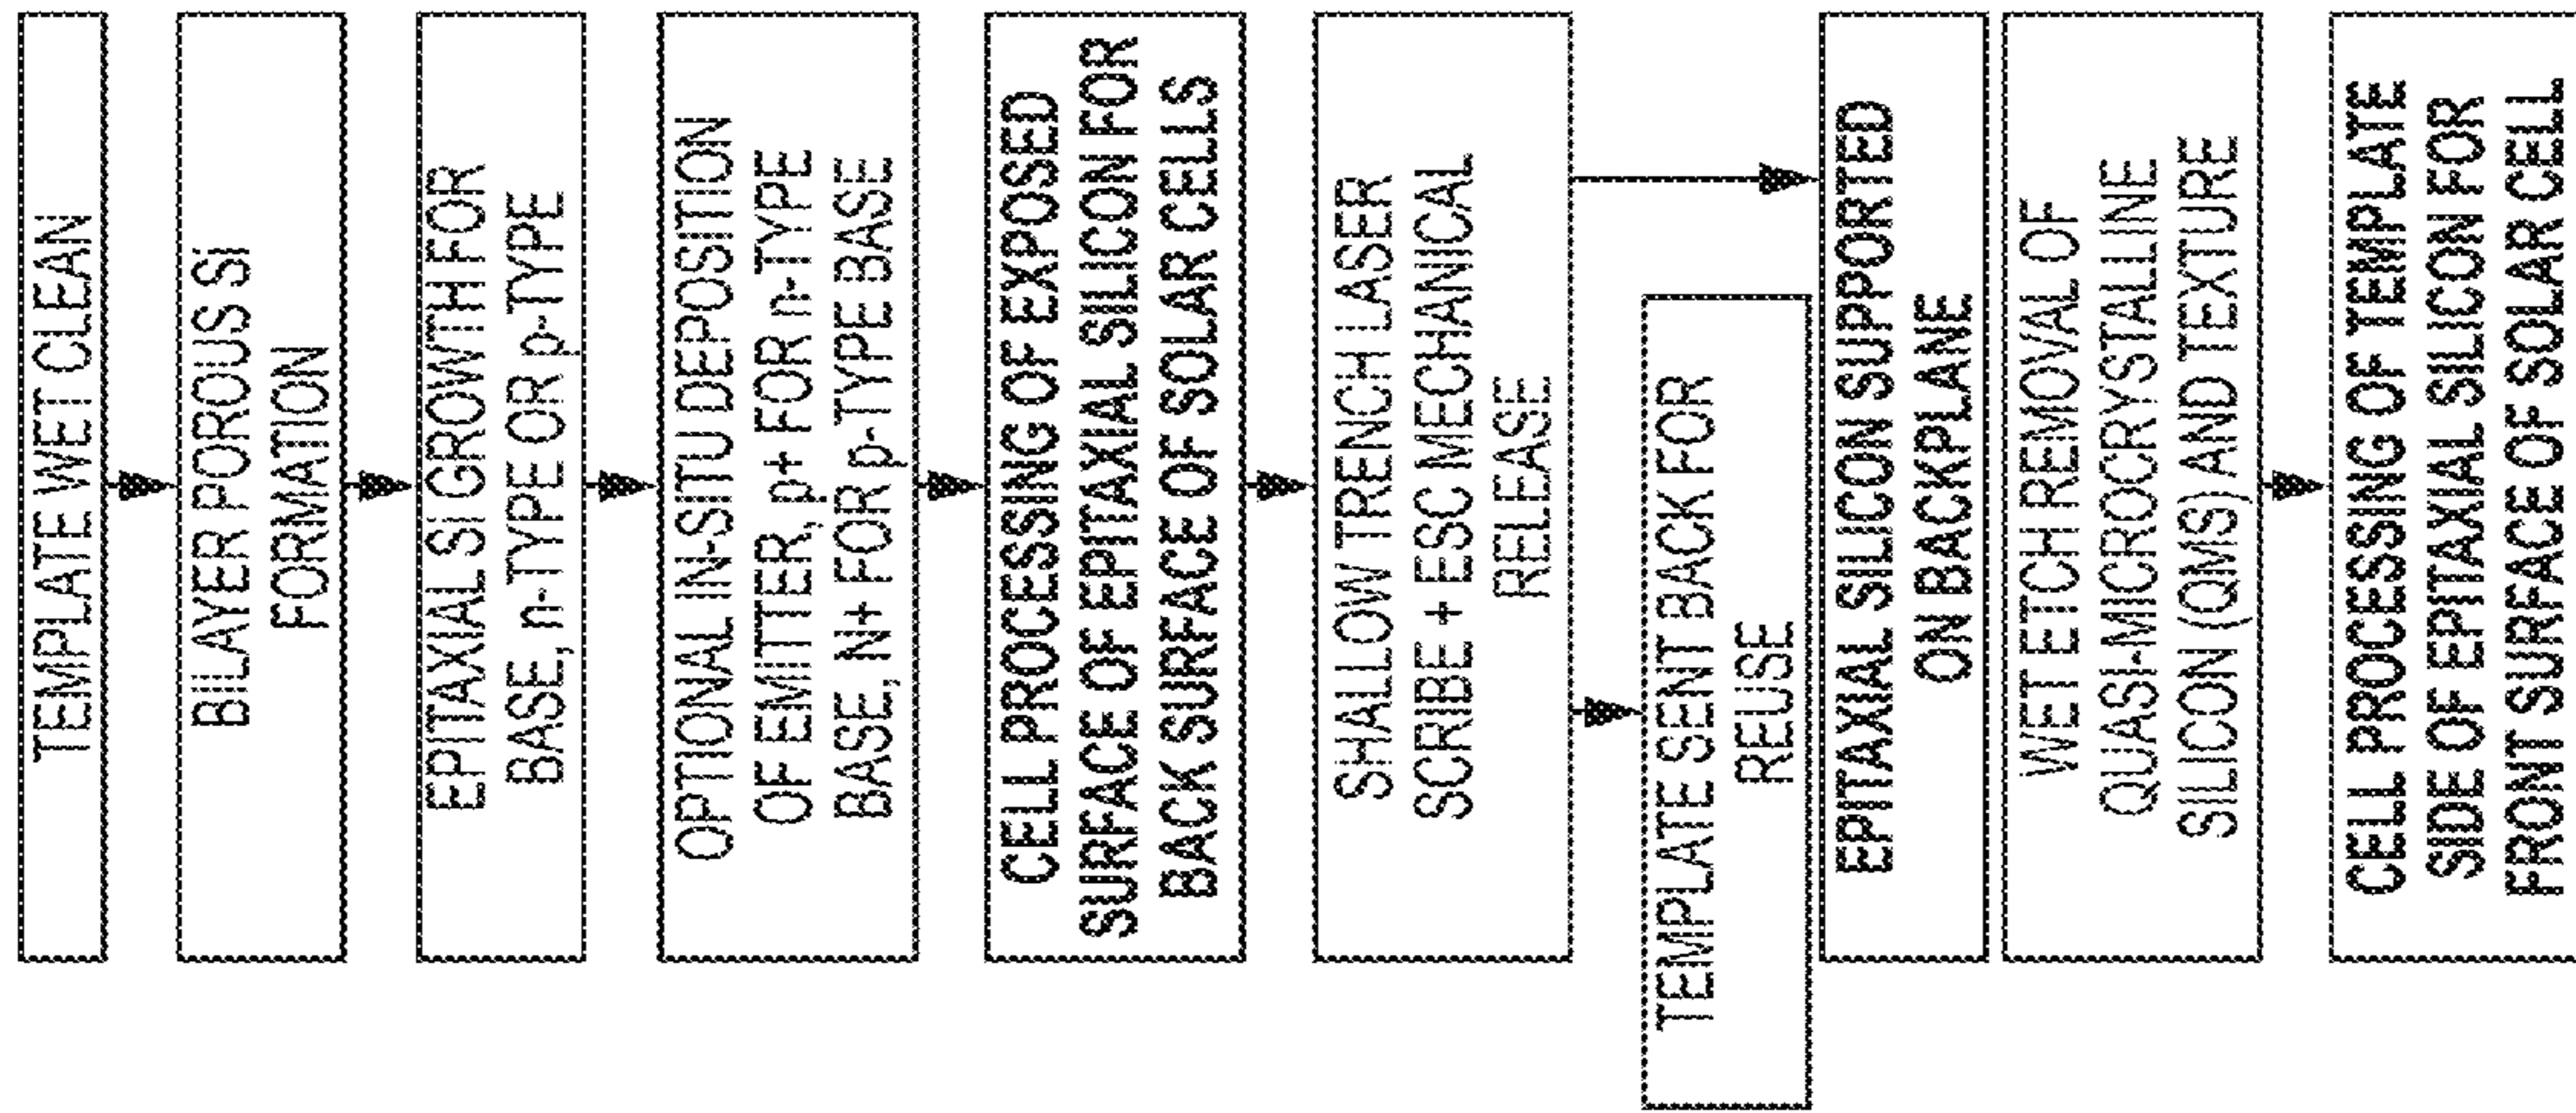 TEMPLATE WET CLEAN
BILAYER POROUS Si
FORMATION
EPITAXIAL Si GROWTH FOR
BASE, n-TYPE OR p-TYPE
OPTIONAL IN-SITU DEPOSITION
OF EMITTER, p+ FOR n-TYPE
BASE, N+ FOR p-TYPE BASE
CELL PROCESSING OF EXPOSED
SURFACE OF EPITAXIAL SILICON FOR
BACK SURFACE OF SOLAR CELLS
SHALLOW TRENCH LASER
SCRIBE + ESC MECHANICAL
RELEASE
TEMPLATE SENT BACK FOR
REUSE
EPITAXIAL SILICON SUPPORTED
ON BACKPLANE
WET ETCH REMOVAL OF
QUASI-MICROCRYSTALLINE
SILICON (QMS) AND TEXTURE
CELL PROCESSING OF TEMPLATE
SIDE OF EPITAXIAL SILICON FOR
FRONT SURFACE OF SOLAR CELL